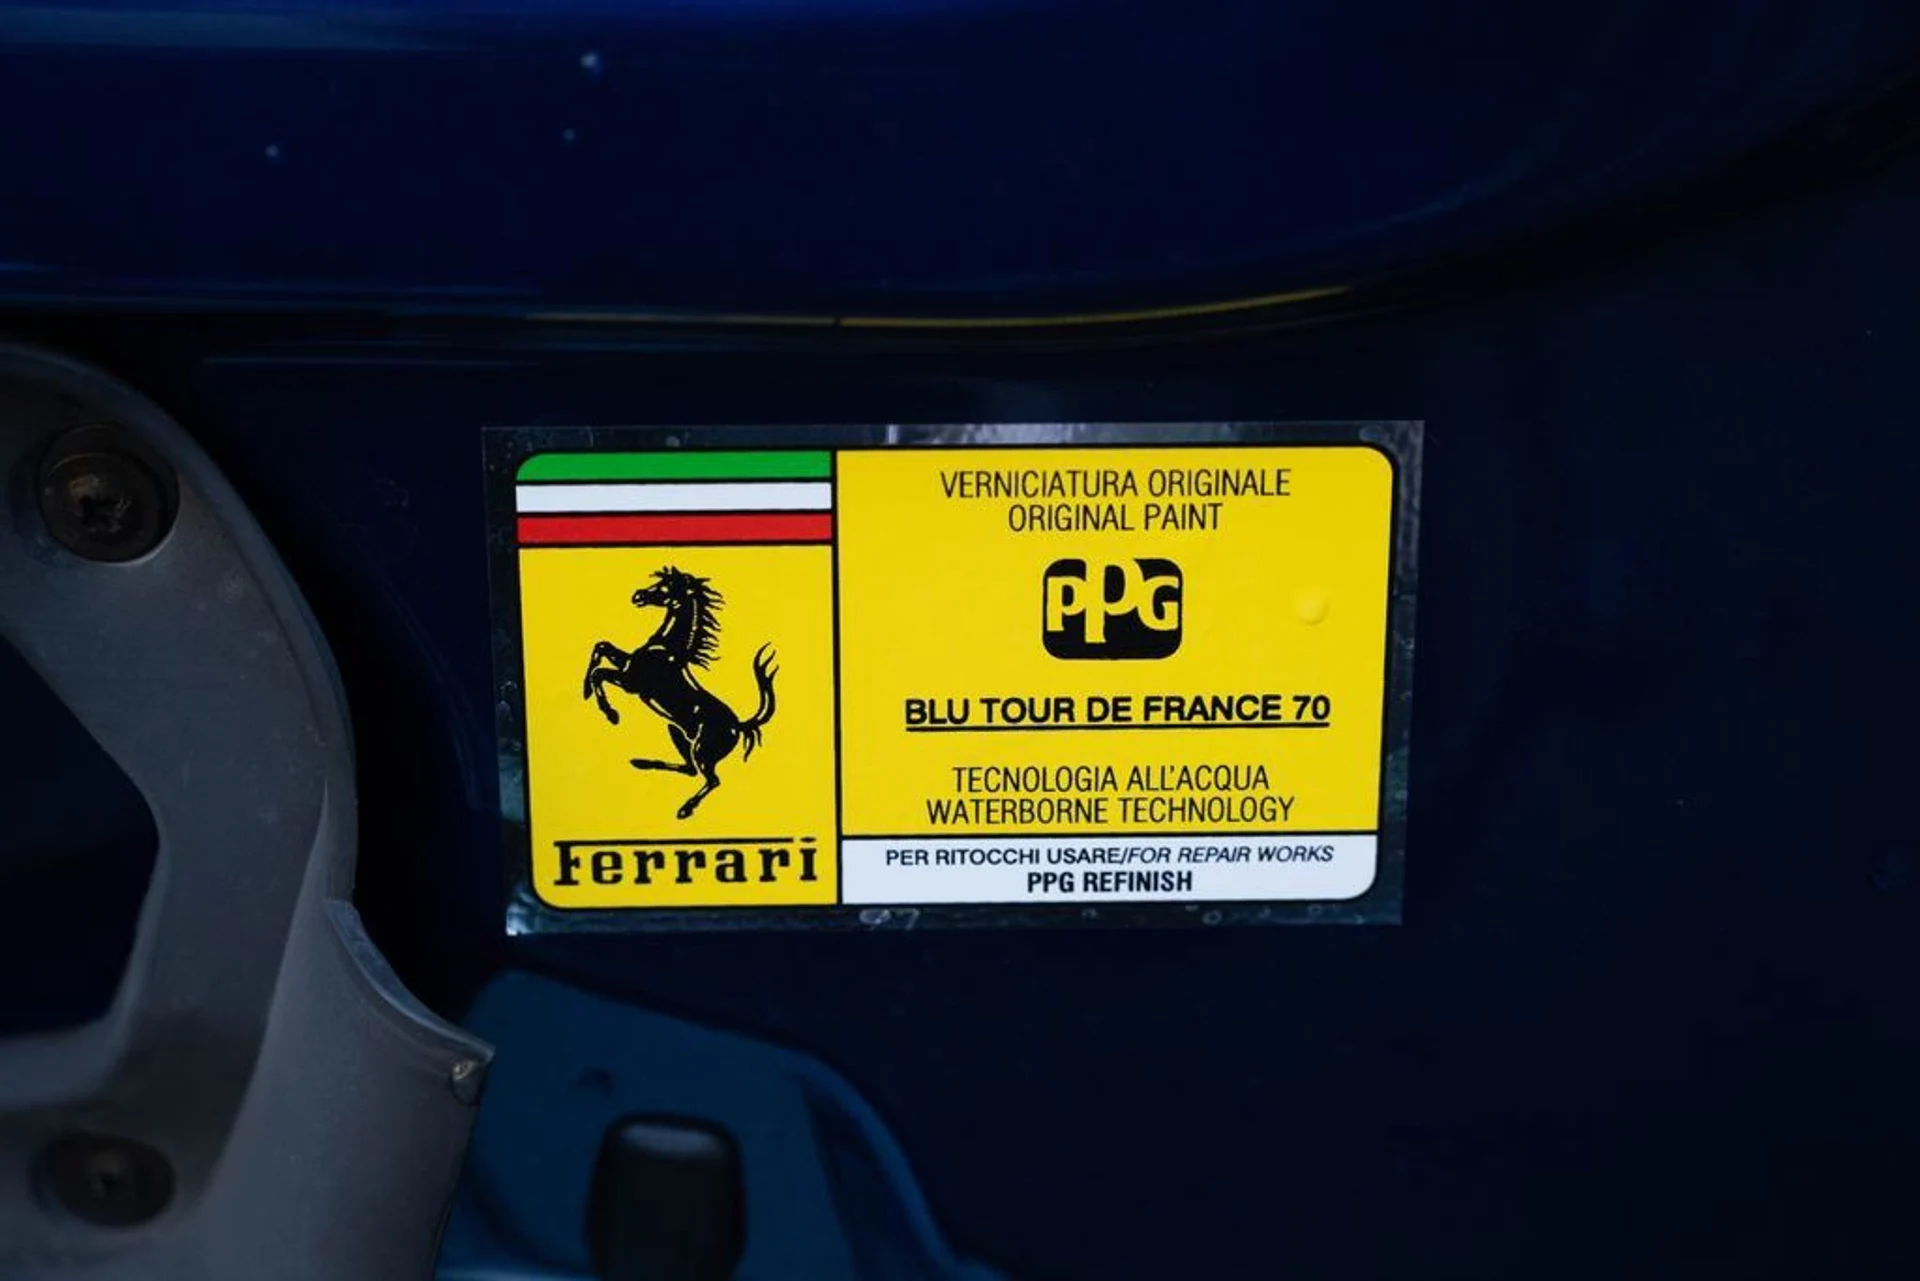 Ferrari
VERNICIATURA ORIGINALE
ORIGINAL PAINT
PPG
BLU TOUR DE FRANCE 70
TECNOLOGIA ALL'ACQUA
WATERBORNE TECHNOLOGY
PER RITOCCHI USARE/FOR REPAIR WORKS
PPG REFINISH